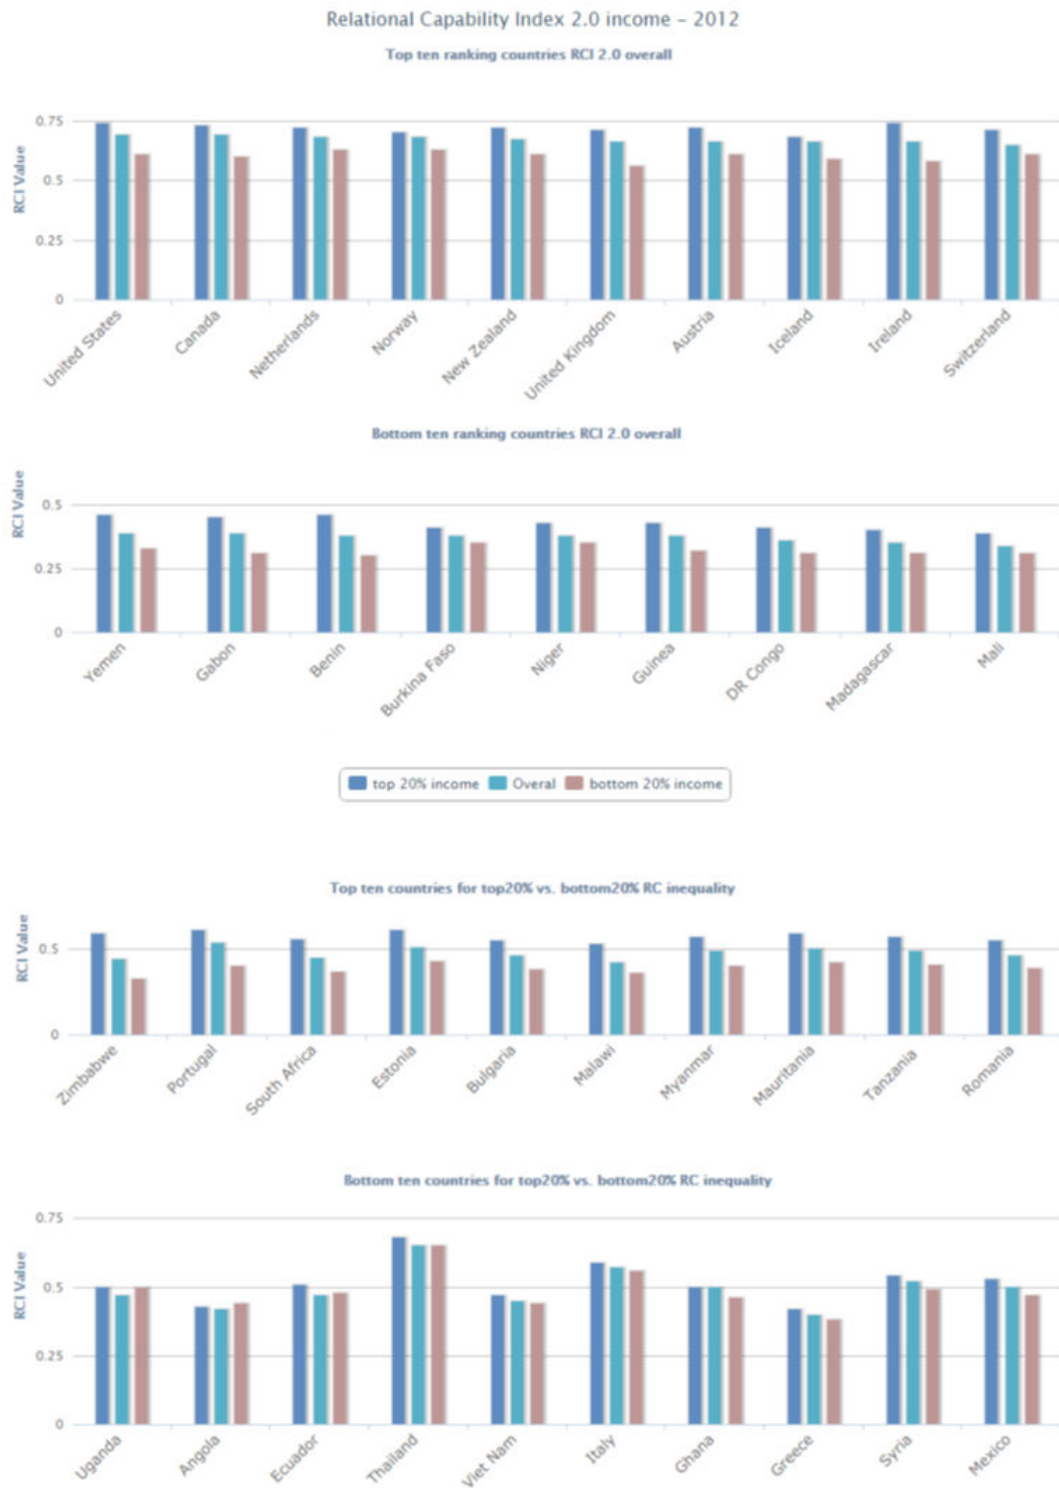 Relational Capability Index 2.0 income – 2012
Top ten ranking countries RCI 2.0 overall
RCI Value
0.75
0.5
0.25
0
United States
Canada
Netherlands
Norway
New Zealand
United Kingdom
Austria
Iceland
Ireland
Switzerland
Bottom ten ranking countries RCI 2.0 overall
RCI Value
0.5
0.25
0
Yemen
Gabon
Benin
Burkina Faso
Niger
Guinea
DR Congo
Madagascar
Mali
top 20% income Overal bottom 20% income
Top ten countries for top20% vs. bottom20% RC inequality
RCI Value
0.5
0
Zimbabwe
Portugal
South Africa
Estonia
Bulgaria
Malawi
Myanmar
Mauritania
Tanzania
Romania
Bottom ten countries for top20% vs. bottom20% RC inequality
RCI Value
0.75
0.5
0.25
0
Uganda
Angola
Ecuador
Thailand
Viet Nam
Italy
Ghana
Greece
Syria
Mexico